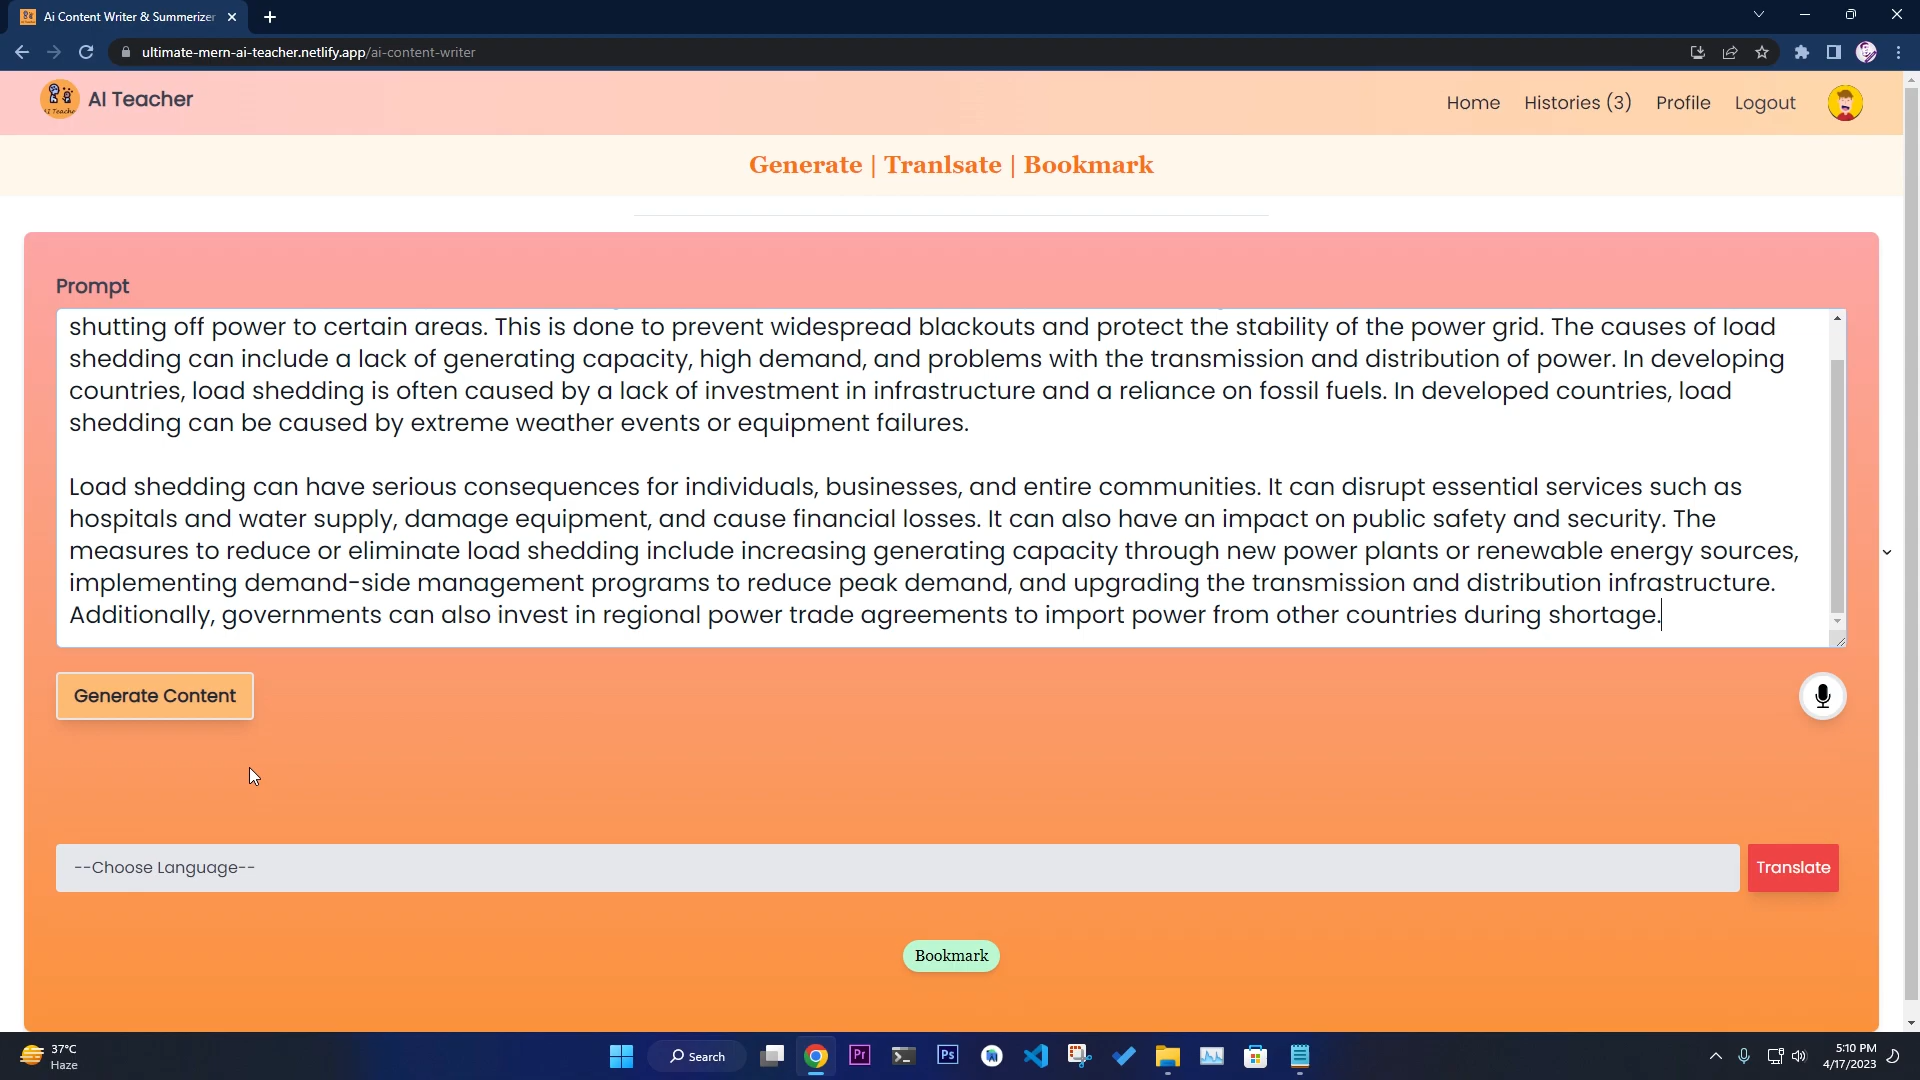 Ai Content Writer & Summerizer
ultimate-mern-ai-teacher.netlify.app/ai-content-writer
AI Teacher
Home
Histories (3)
Profile
Logout
Generate | Tranlsate | Bookmark
Prompt
shutting off power to certain areas. This is done to prevent widespread blackouts and protect the stability of the power grid. The causes of load
shedding can include a lack of generating capacity, high demand, and problems with the transmission and distribution of power. In developing
countries, load shedding is often caused by a lack of investment in infrastructure and a reliance on fossil fuels. In developed countries, load
shedding can be caused by extreme weather events or equipment failures.
Load shedding can have serious consequences for individuals, businesses, and entire communities. It can disrupt essential services such as
hospitals and water supply, damage equipment, and cause financial losses. It can also have an impact on public safety and security. The
measures to reduce or eliminate load shedding include increasing generating capacity through new power plants or renewable energy sources,
implementing demand-side management programs to reduce peak demand, and upgrading the transmission and distribution infrastructure.
Additionally, governments can also invest in regional power trade agreements to import power from other countries during shortage.
Generate Content
--Choose Language--
Translate
Bookmark
37°C
Haze
Search
Pr
Ps
5:10 PM
4/17/2023